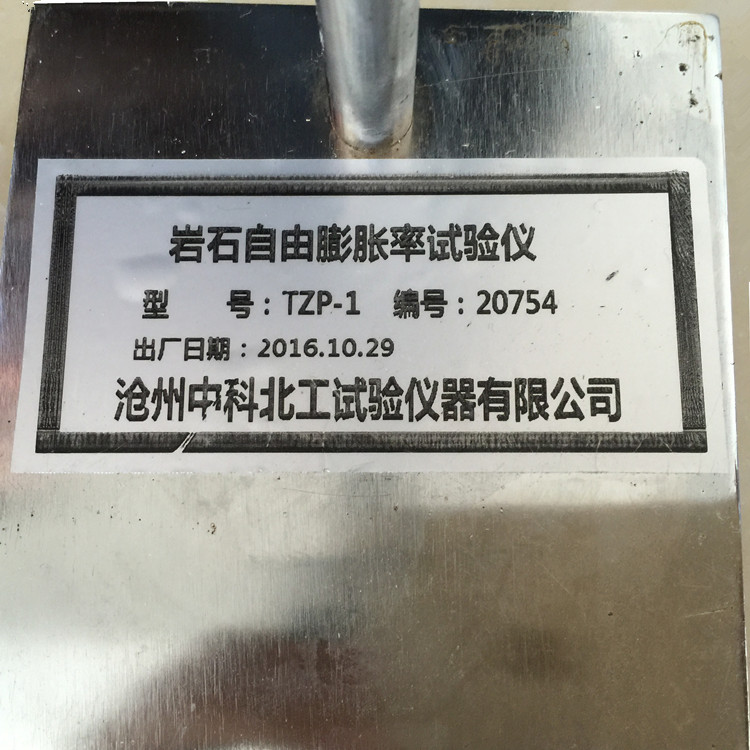 岩石自由膨胀率试验仪
型 号：TZP-1 编号：20754
出厂日期：2016.10.29
沧州中科北工试验仪器有限公司